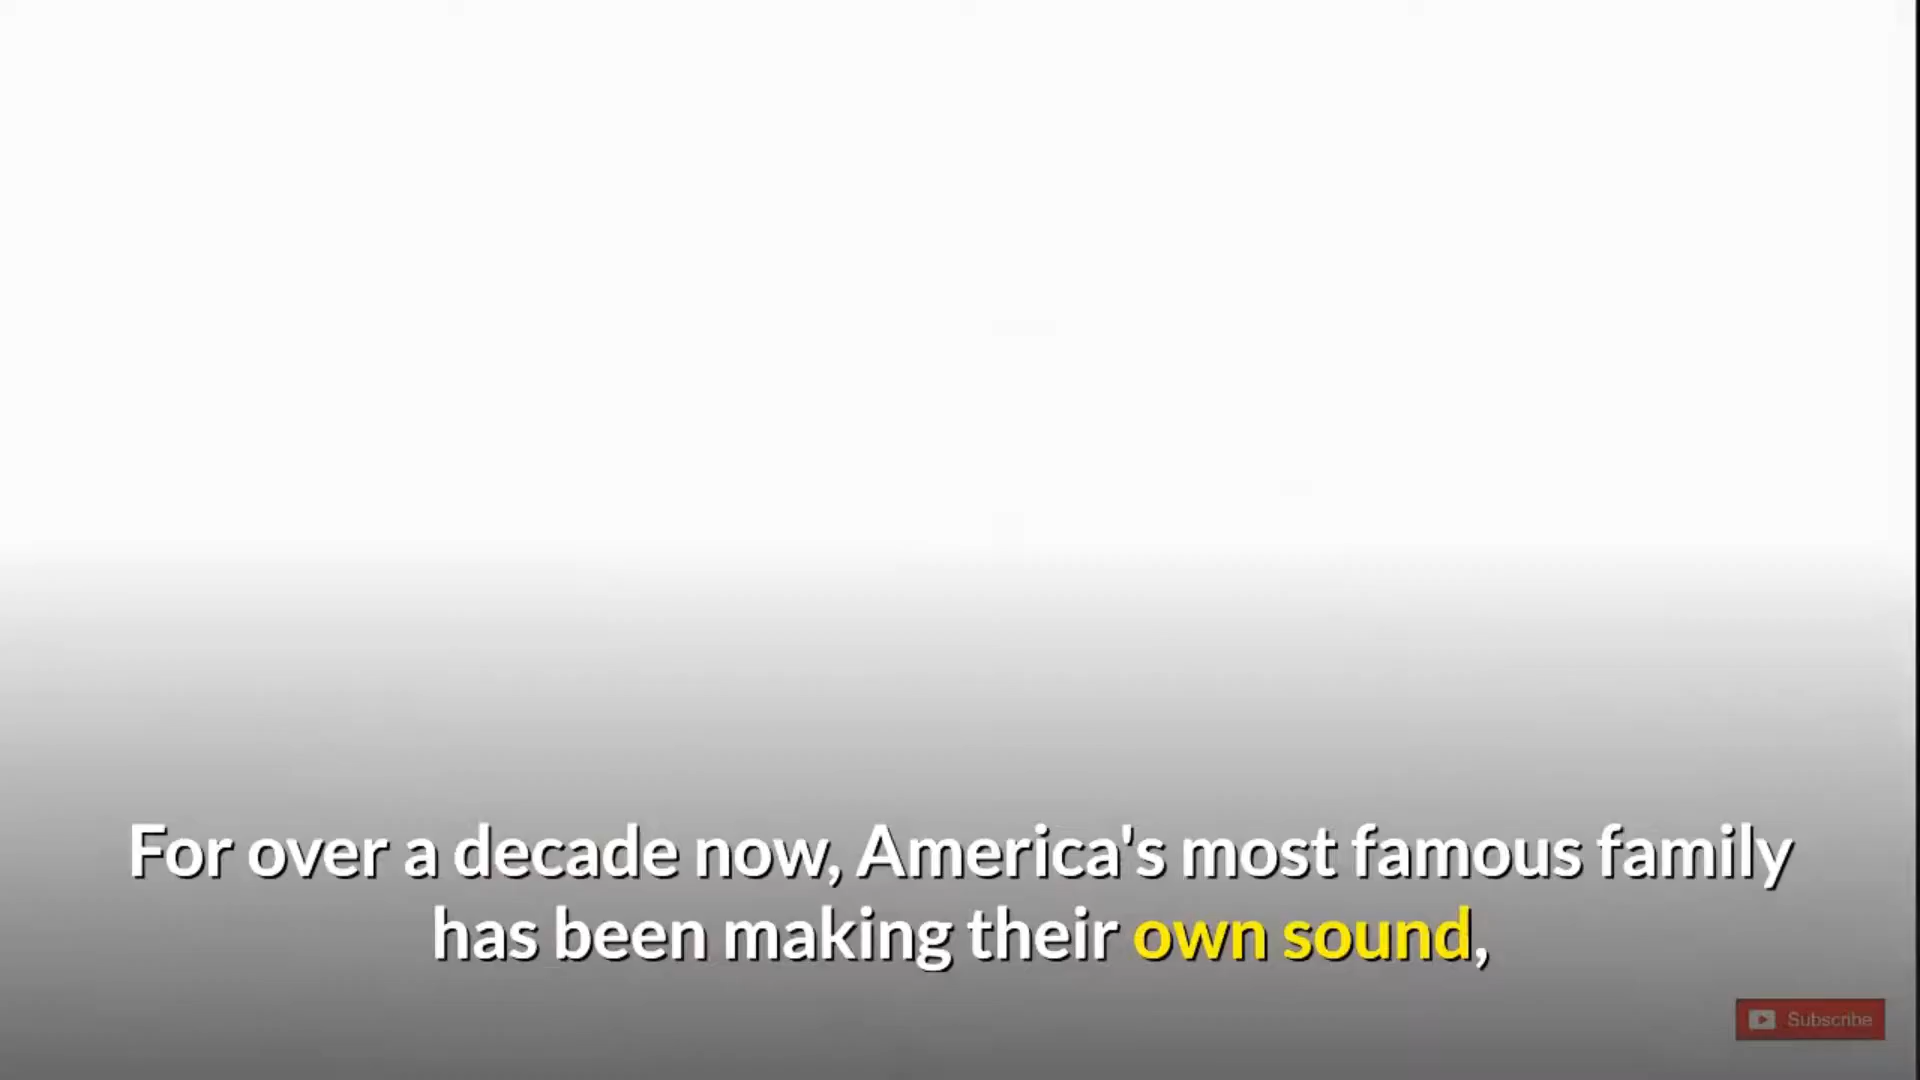 For over a decade now, America's most famous family
has been making their own sound,
Subscribe